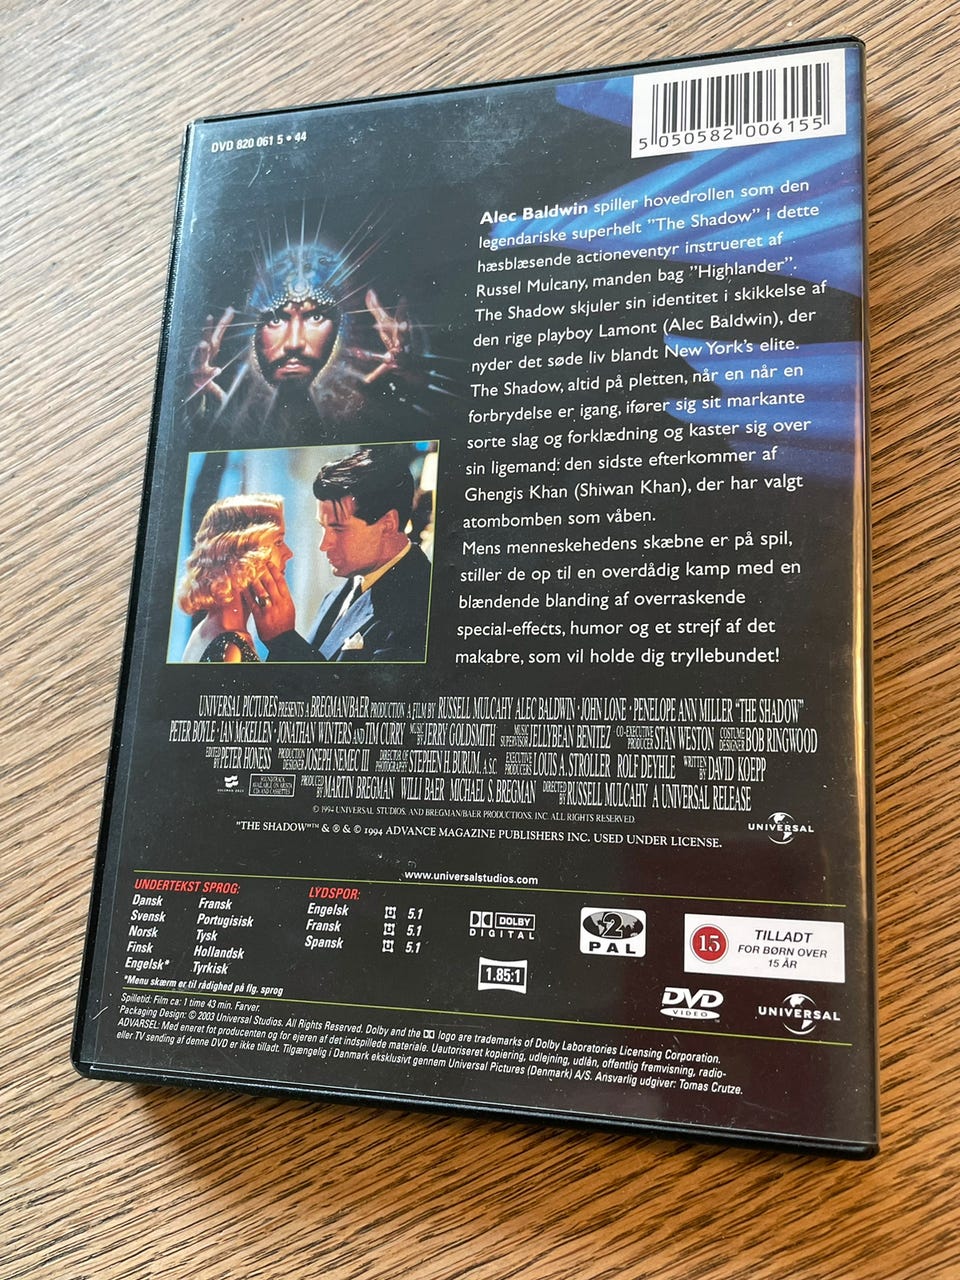 DVD 820 061 5 • 44
5 050582 006155
Alec Baldwin spiller hovedrollen som den
legendariske superhelt "The Shadow" i dette
hæsblæsende actioneventyr instrueret af
Russel Mulcany, manden bag "Highlander".
The Shadow skjuler sin identitet i skikkelse af
den rige playboy Lamont (Alec Baldwin), der
nyder det søde liv blandt New York's elite.
The Shadow, altid på pletten, når en når en
forbrydelse er igang, ifører sig sit markante
sorte slag og forklædning og kaster sig over
sin ligemand: den sidste efterkommer af
Ghengis Khan (Shiwan Khan), der har valgt
atombomben som våben.
Mens menneskehedens skæbne er på spil,
stiller de op til en overdådig kamp med en
blændende blanding af overraskende
special-effects, humor og et strejf af det
makabre, som vil holde dig tryllebundet!
UNIVERSAL PICTURES PRESENTS A BREGMAN/BAER PRODUCTION A FILM BY RUSSELL MULCAHY ALEC BALDWIN · JOHN LONE · PENELOPE ANN MILLER "THE SHADOW"
PETER BOYLE · IAN McKELLEN · JONATHAN WINTERS AND TIM CURRY MUSIC BY JERRY GOLDSMITH MUSIC SUPERVISOR JELLYBEAN BENITEZ CO-EXECUTIVE PRODUCER STAN WESTON COSTUME DESIGNER BOB RINGWOOD
EDITED BY PETER HONESS PRODUCTION DESIGNER JOSEPH NEMEC III DIRECTOR OF PHOTOGRAPHY STEPHEN H. BURUM, A.S.C. EXECUTIVE PRODUCERS LOUIS A. STROLLER ROLF DEYHLE WRITTEN BY DAVID KOEPP
SOUNDTRACK AVAILABLE ON ARISTA CD AND CASSETTES PRODUCED BY MARTIN BREGMAN WILLI BAER MICHAEL S. BREGMAN DIRECTED BY RUSSELL MULCAHY A UNIVERSAL RELEASE
© 1994 UNIVERSAL STUDIOS. AND BREGMAN/BAER PRODUCTIONS, INC. ALL RIGHTS RESERVED.
"THE SHADOW"™ & ® & © 1994 ADVANCE MAGAZINE PUBLISHERS INC. USED UNDER LICENSE.
UNIVERSAL
www.universalstudios.com
UNDERTEKST SPROG:
Dansk Fransk
Svensk Portugisisk
Norsk Tysk
Finsk Hollandsk
Engelsk* Tyrkisk
*Menu skærm er til rådighed på flg. sprog
LYDSPOR:
Engelsk 5.1
Fransk 5.1
Spansk 5.1
DOLBY
DIGITAL
1.85:1
2
PAL
15
TILLADT
FOR BØRN OVER
15 ÅR
DVD
VIDEO
UNIVERSAL
Spilletid: Film ca: 1 time 43 min. Farver.
Packaging Design: © 2003 Universal Studios. All Rights Reserved. Dolby and the logo are trademarks of Dolby Laboratories Licensing Corporation.
ADVARSEL: Med eneret fot producenten og for ejeren af det indspillede materiale. Uautoriseret kopiering, udlejning, udlån, offentlig fremvisning, radio-
eller TV sending af denne DVD er ikke tilladt. Tilgængelig i Danmark eksklusivt gennem Universal Pictures (Denmark) A/S. Ansvarlig udgiver: Tomas Crutze.